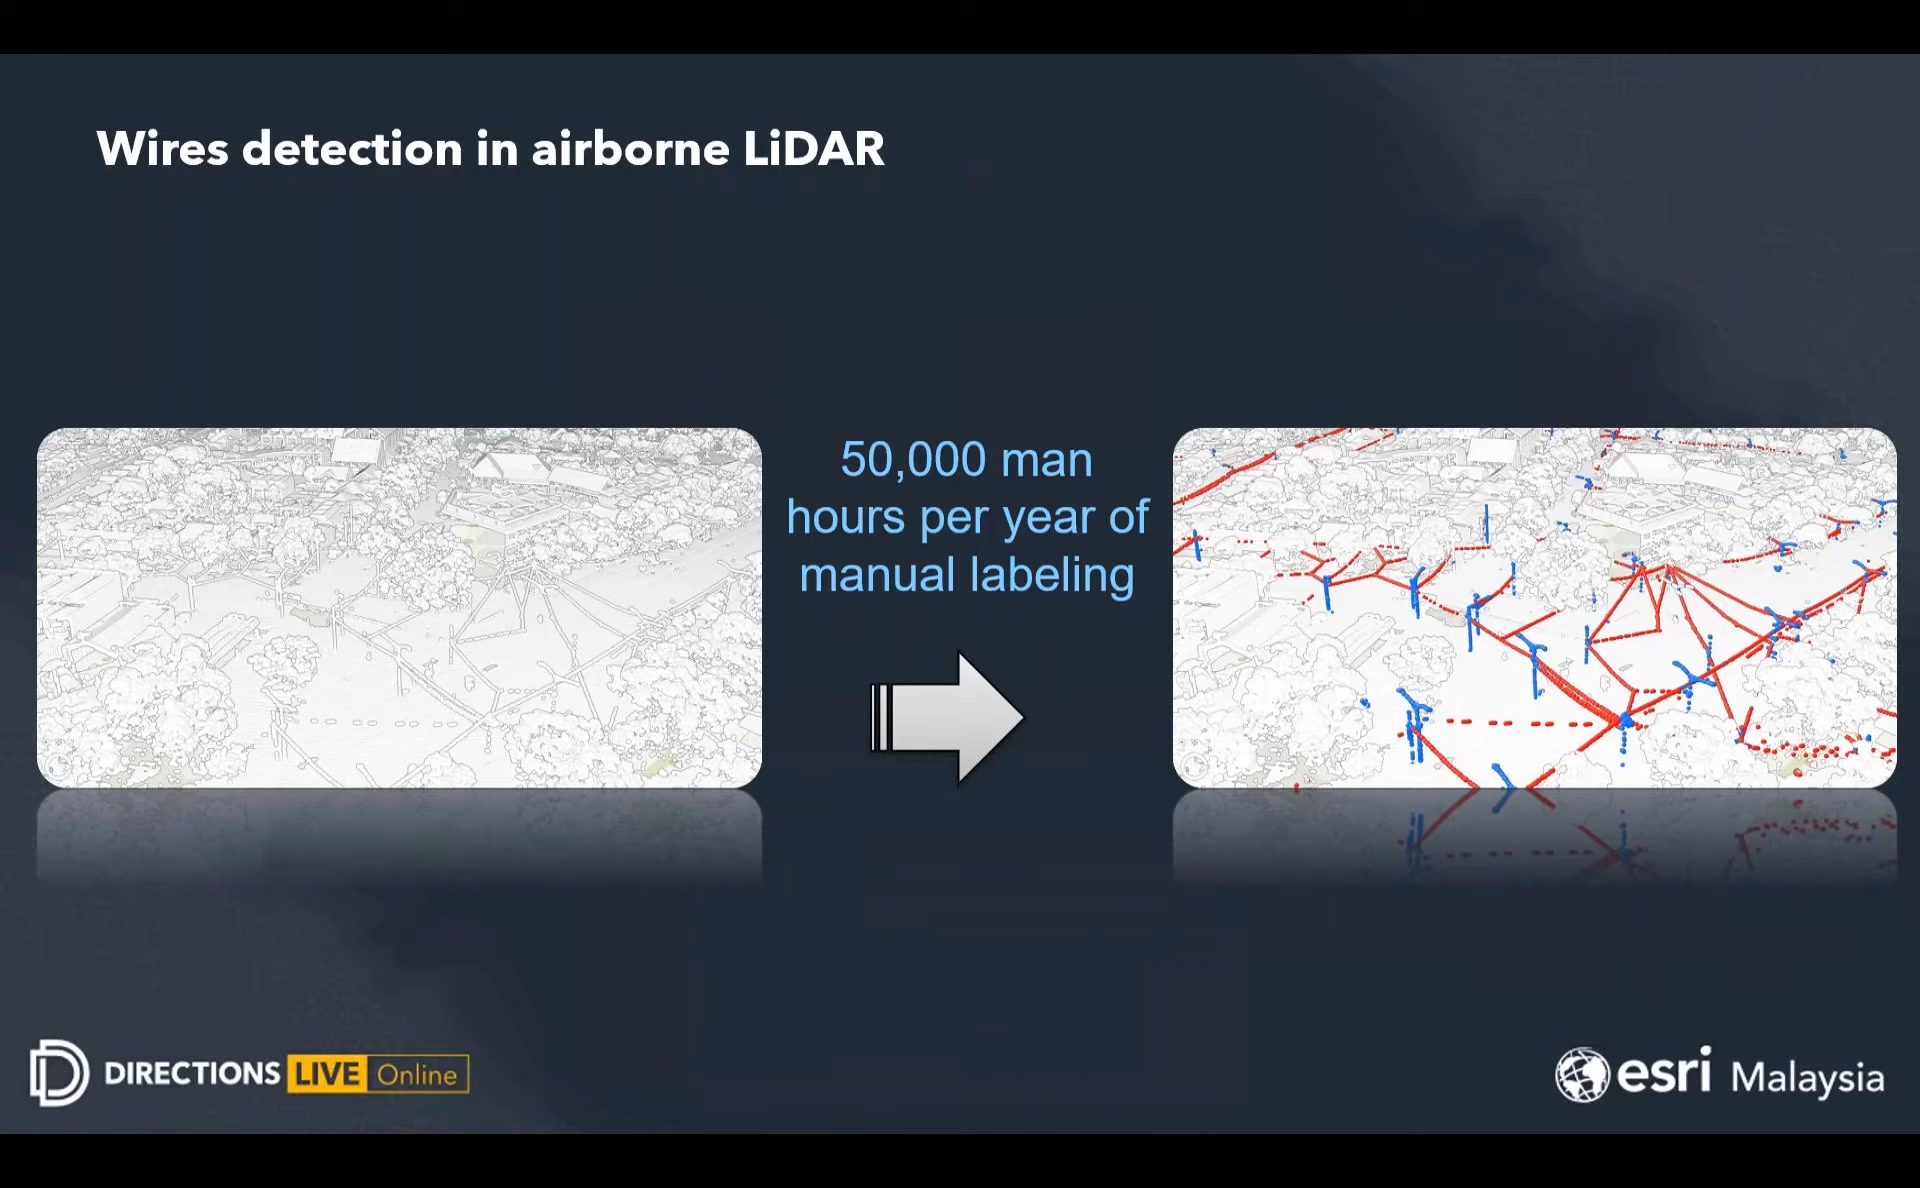 Wires detection in airborne LiDAR
50,000 man
hours per year of
manual labeling
DIRECTIONS LIVE Online
esri Malaysia